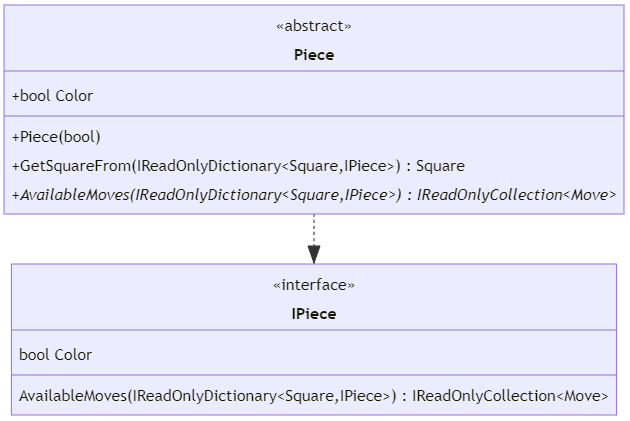 «abstract»
Piece
+bool Color
+Piece(bool)
+GetSquareFrom(IReadOnlyDictionary<Square,IPiece>) : Square
+AvailableMoves(IReadOnlyDictionary<Square,IPiece>) : IReadOnlyCollection<Move>
«interface»
IPiece
bool Color
AvailableMoves(IReadOnlyDictionary<Square,IPiece>) : IReadOnlyCollection<Move>